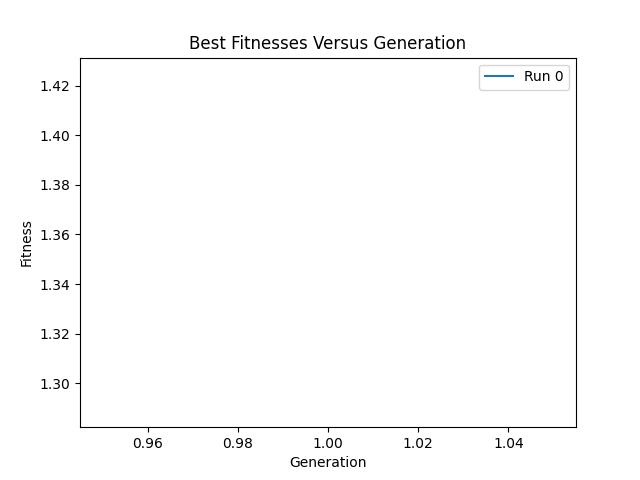 Best Fitnesses Versus Generation
Run 0
1.42
1.40
1.38
1.36
1.34
1.32
1.30
Fitness
0.96 0.98 1.00 1.02 1.04
Generation